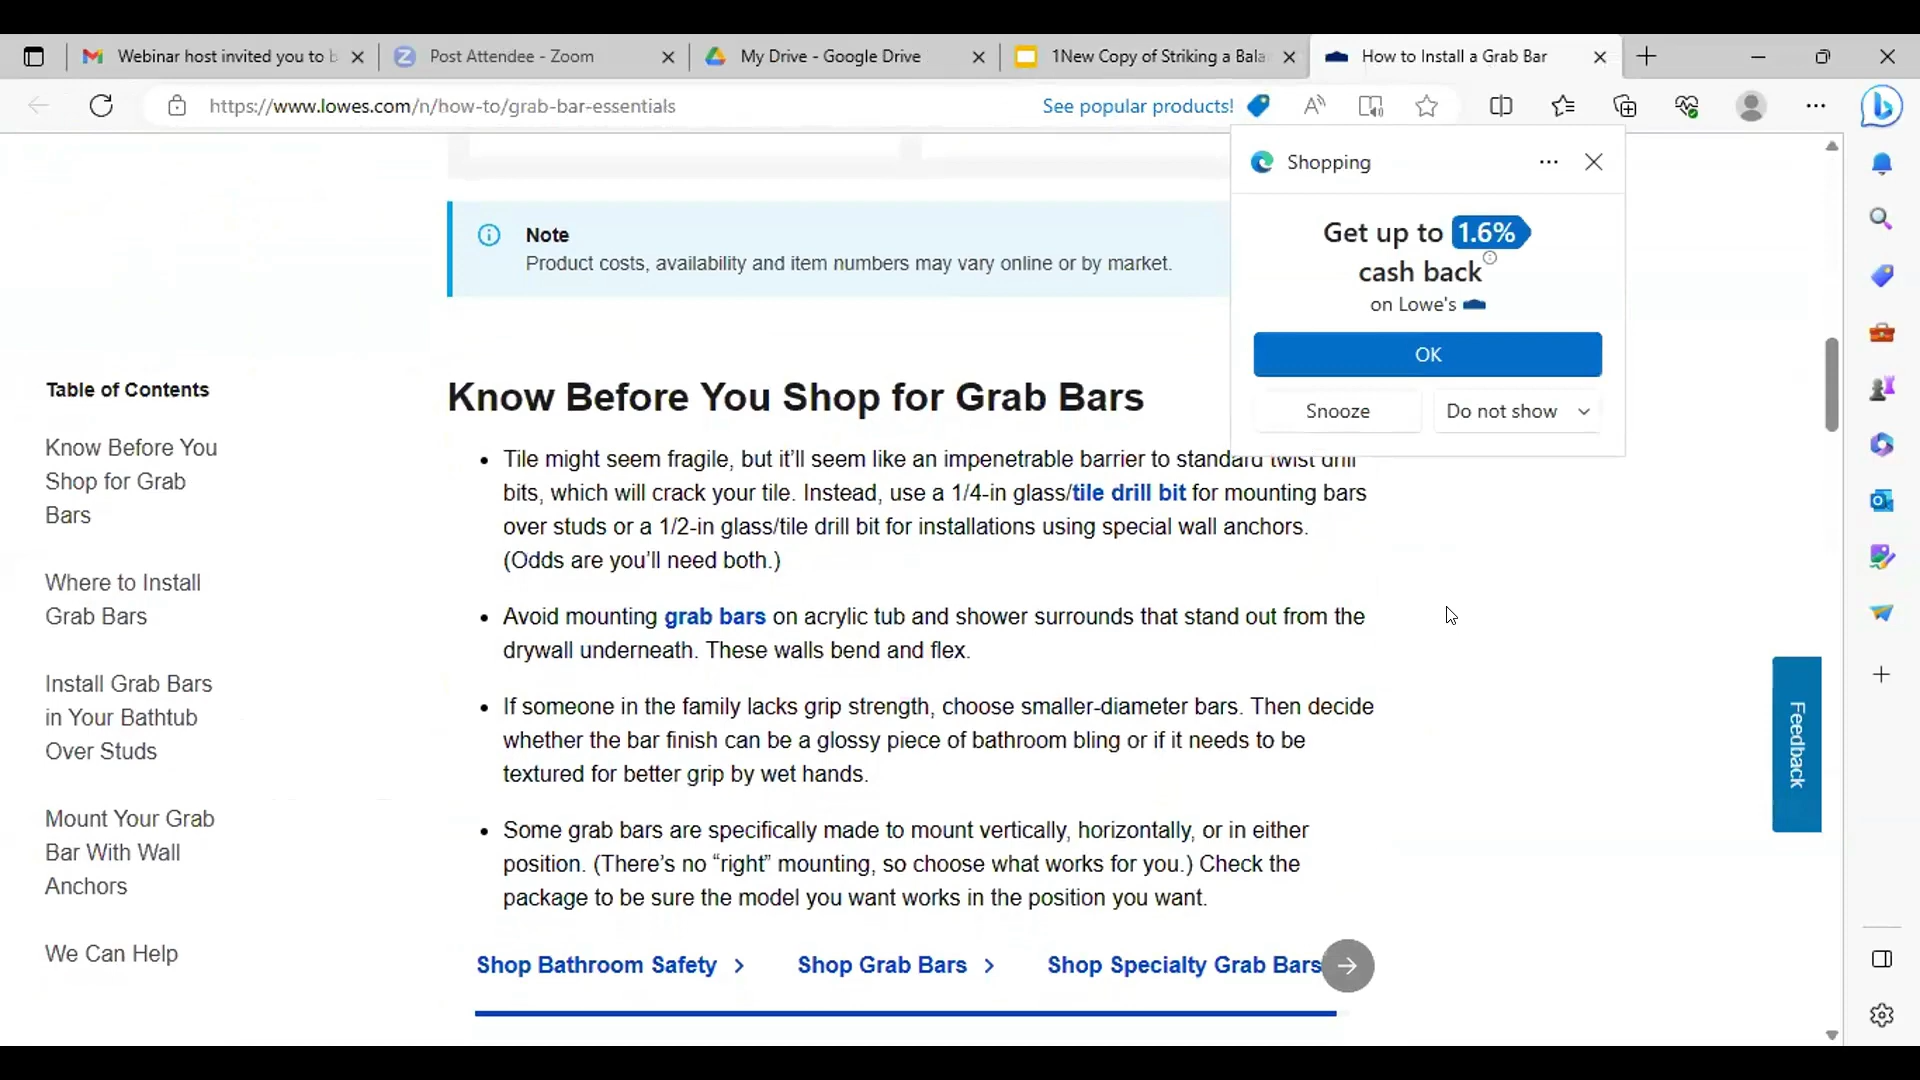 Webinar host invited you to b
Post Attendee - Zoom
My Drive - Google Drive
1New Copy of Striking a Bala
How to Install a Grab Bar
https://www.lowes.com/n/how-to/grab-bar-essentials
See popular products!
Shopping
Get up to 1.6%
cash back
on Lowe's
OK
Snooze
Do not show
Note
Product costs, availability and item numbers may vary online or by market.
Table of Contents
Know Before You
Shop for Grab
Bars
Where to Install
Grab Bars
Install Grab Bars
in Your Bathtub
Over Studs
Mount Your Grab
Bar With Wall
Anchors
We Can Help
Know Before You Shop for Grab Bars
• Tile might seem fragile, but it’ll seem like an impenetrable barrier to standard twist drill
bits, which will crack your tile. Instead, use a 1/4-in glass/tile drill bit for mounting bars
over studs or a 1/2-in glass/tile drill bit for installations using special wall anchors.
(Odds are you’ll need both.)
• Avoid mounting grab bars on acrylic tub and shower surrounds that stand out from the
drywall underneath. These walls bend and flex.
• If someone in the family lacks grip strength, choose smaller-diameter bars. Then decide
whether the bar finish can be a glossy piece of bathroom bling or if it needs to be
textured for better grip by wet hands.
• Some grab bars are specifically made to mount vertically, horizontally, or in either
position. (There’s no “right” mounting, so choose what works for you.) Check the
package to be sure the model you want works in the position you want.
Shop Bathroom Safety
Shop Grab Bars
Shop Specialty Grab Bars
Feedback